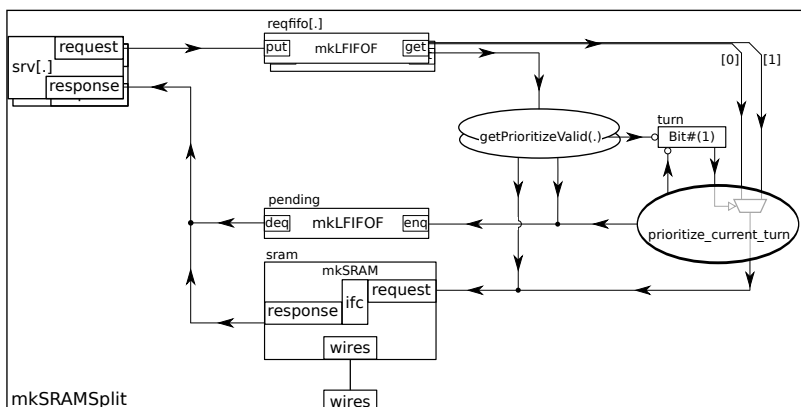 reqfifo[.]
request
srv[.]
response
put
mkLFIFOF
get
[0]
[1]
turn
Bit#(1)
getPrioritizeValid(.)
pending
deq
mkLFIFOF
enq
prioritize_current_turn
sram
mkSRAM
request
ifc
response
wires
wires
mkSRAMSplit